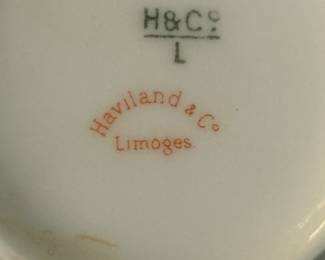 H&Co
L
Haviland & Co
Limoges